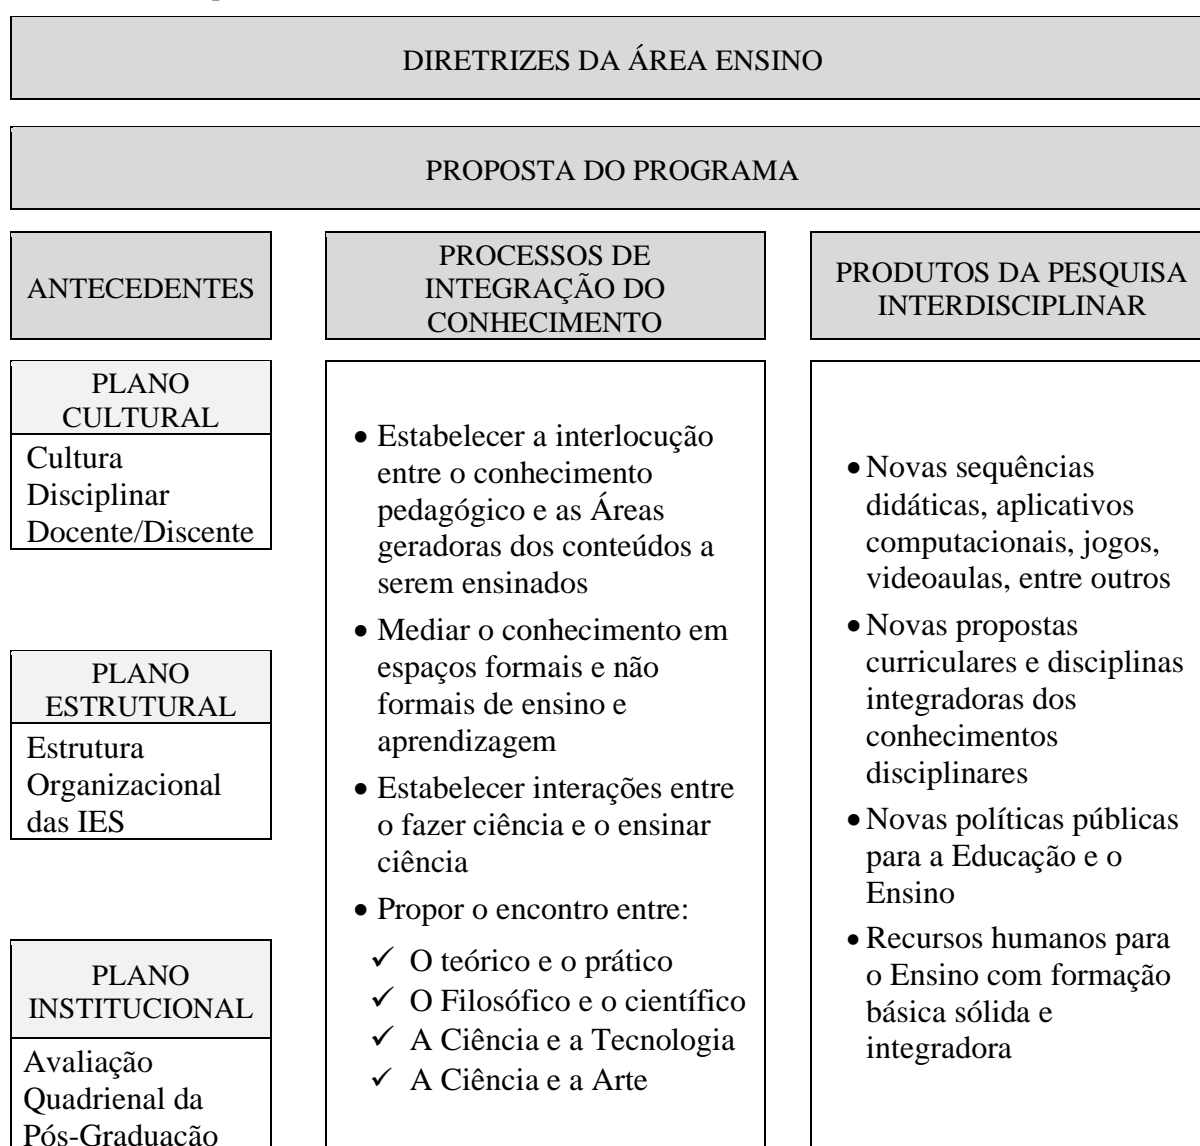 DIRETRIZES DA ÁREA ENSINO
PROPOSTA DO PROGRAMA
ANTECEDENTES
PROCESSOS DE
INTEGRAÇÃO DO
CONHECIMENTO
PRODUTOS DA PESQUISA
INTERDISCIPLINAR
PLANO
CULTURAL
Cultura
Disciplinar
Docente/Discente
PLANO
ESTRUTURAL
Estrutura
Organizacional
das IES
PLANO
INSTITUCIONAL
Avaliação
Quadrienal da
Pós-Graduação
• Estabelecer a interlocução
entre o conhecimento
pedagógico e as Áreas
geradoras dos conteúdos a
serem ensinados
• Mediar o conhecimento em
espaços formais e não
formais de ensino e
aprendizagem
• Estabelecer interações entre
o fazer ciência e o ensinar
ciência
• Propor o encontro entre:
✓ O teórico e o prático
✓ O Filosófico e o científico
✓ A Ciência e a Tecnologia
✓ A Ciência e a Arte
• Novas sequências
didáticas, aplicativos
computacionais, jogos,
videoaulas, entre outros
• Novas propostas
curriculares e disciplinas
integradoras dos
conhecimentos
disciplinares
• Novas políticas públicas
para a Educação e o
Ensino
• Recursos humanos para
o Ensino com formação
básica sólida e
integradora